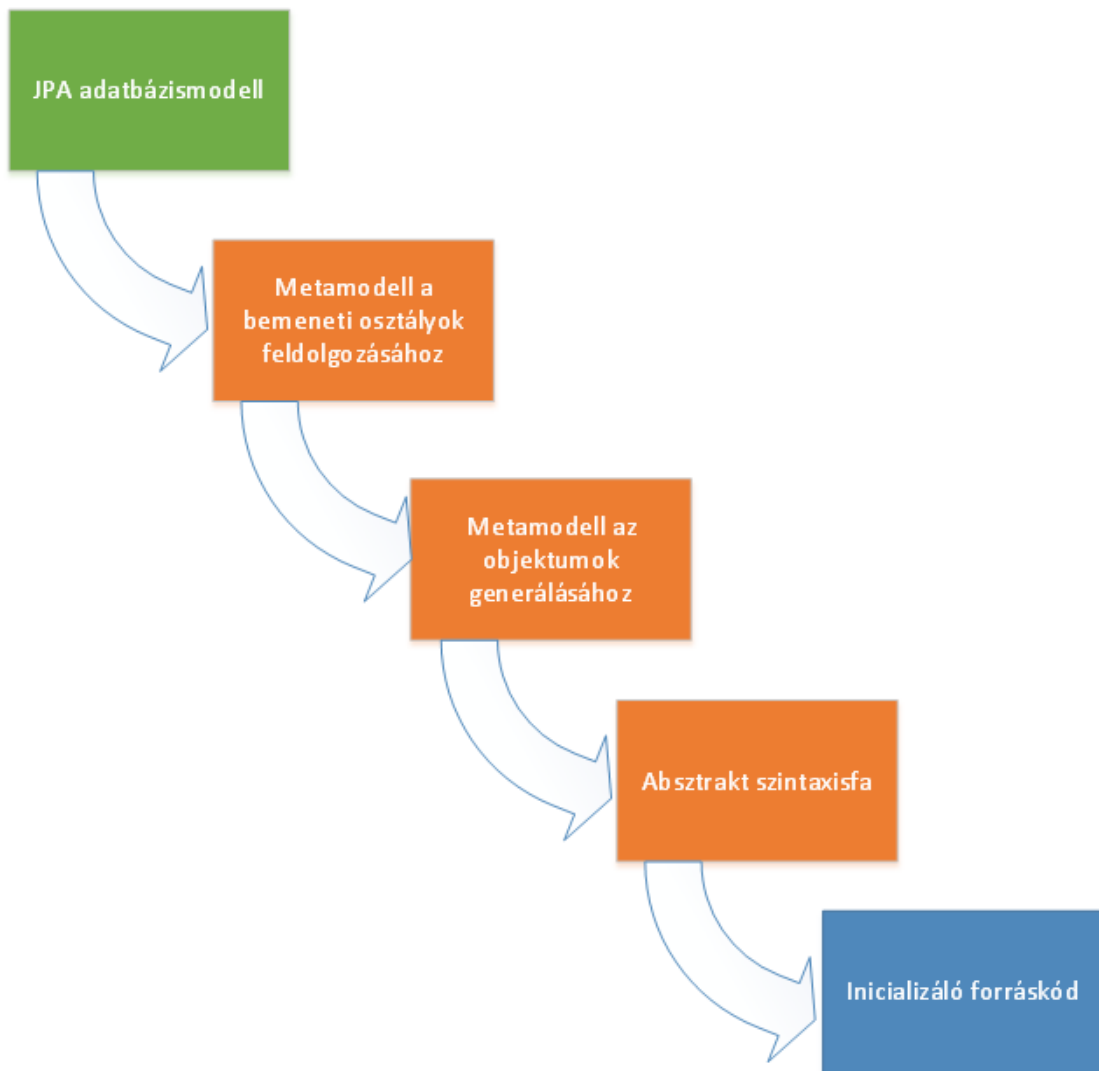 JPA adatbázismodell
Metamodell a
bemeneti osztályok
feldolgozásához
Metamodell az
objektumok
generálásához
Absztrakt szintaxisfa
Inicializáló forráskód